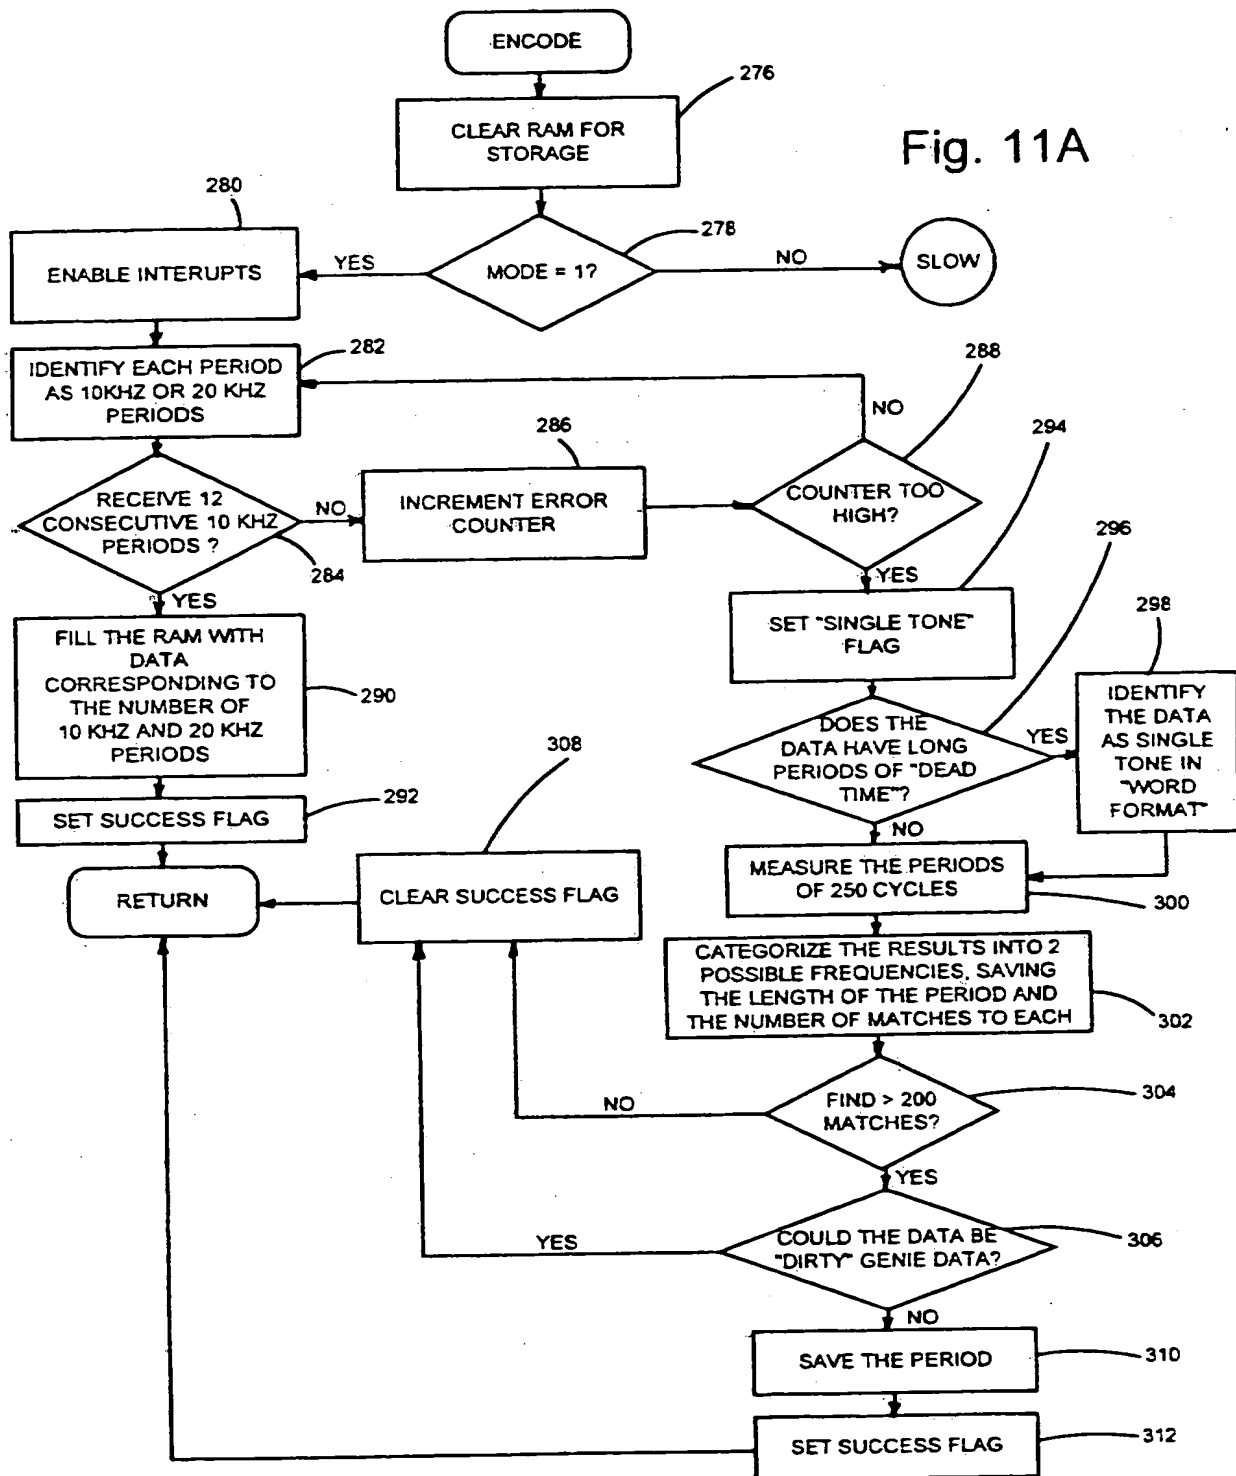 ENCODE
276
CLEAR RAM FOR
STORAGE
Fig. 11A
280
278
ENABLE INTERUPTS
YES
MODE = 1?
NO
SLOW
282
IDENTIFY EACH PERIOD
AS 10KHZ OR 20 KHZ
PERIODS
288
NO
286
294
RECEIVE 12
CONSECUTIVE 10 KHZ
PERIODS ?
NO
INCREMENT ERROR
COUNTER
COUNTER TOO
HIGH?
284
296
YES
YES
298
FILL THE RAM WITH
DATA
CORRESPONDING TO
THE NUMBER OF
10 KHZ AND 20 KHZ
PERIODS
290
SET "SINGLE TONE"
FLAG
IDENTIFY
THE DATA
AS SINGLE
TONE IN
"WORD
FORMAT"
DOES THE
DATA HAVE LONG
PERIODS OF "DEAD
TIME"?
YES
308
292
SET SUCCESS FLAG
NO
RETURN
CLEAR SUCCESS FLAG
MEASURE THE PERIODS
OF 250 CYCLES
300
CATEGORIZE THE RESULTS INTO 2
POSSIBLE FREQUENCIES, SAVING
THE LENGTH OF THE PERIOD AND
THE NUMBER OF MATCHES TO EACH
302
304
FIND > 200
MATCHES?
NO
YES
COULD THE DATA BE
"DIRTY" GENIE DATA?
306
YES
NO
SAVE THE PERIOD
310
SET SUCCESS FLAG
312